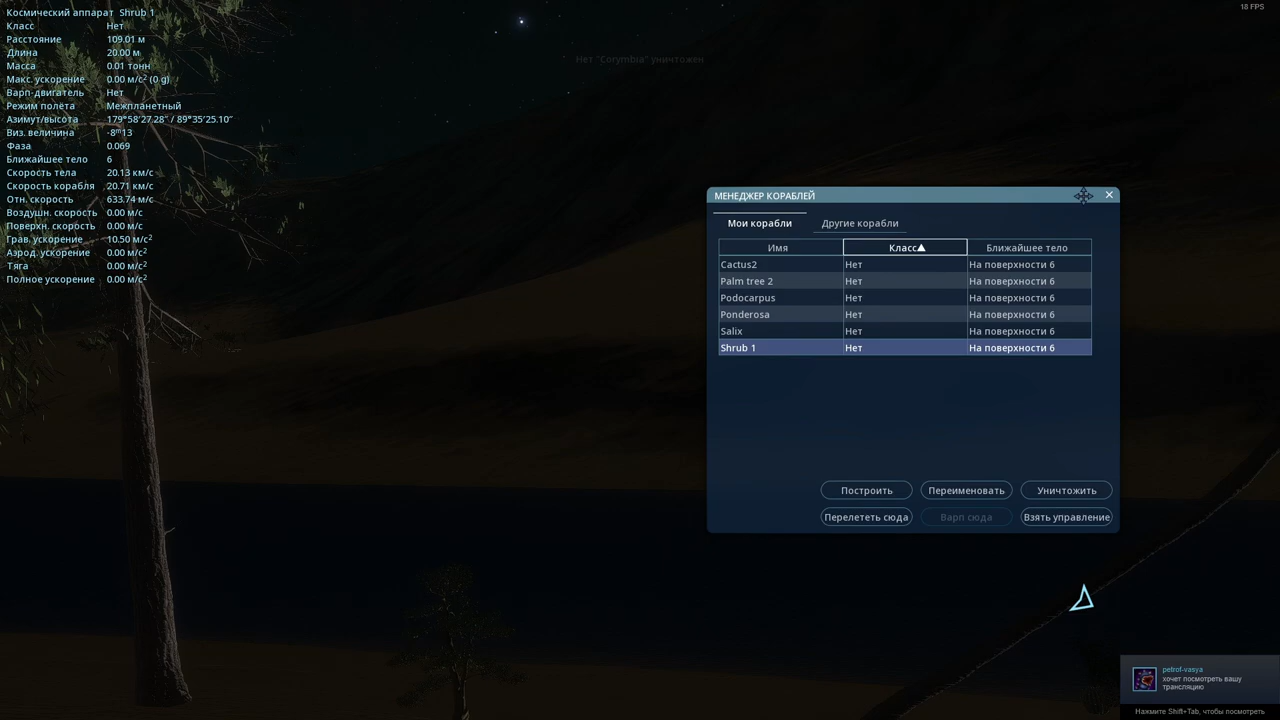 Космический аппарат Shrub 1
Класс Нет
Расстояние 109.01 м
Длина 20.00 м
Масса 0.01 тонн
Макс. ускорение 0.00 м/с² (0 g)
Варп-двигатель Нет
Режим полёта Межпланетный
Азимут/высота 179°58'27.28" / 89°35'25.10"
Виз. величина -8ᵐ13
Фаза 0.069
Ближайшее тело 6
Скорость тела 20.13 км/с
Скорость корабля 20.71 км/с
Отн. скорость 633.74 м/с
Воздушн. скорость 0.00 м/с
Поверхн. скорость 0.00 м/с
Грав. ускорение 10.50 м/с²
Аэрод. ускорение 0.00 м/с²
Тяга 0.00 м/с²
Полное ускорение 0.00 м/с²
18 FPS
Нет "Corymbia" уничтожен
МЕНЕДЖЕР КОРАБЛЕЙ
Мои корабли Другие корабли
Имя Класс▲ Ближайшее тело
Cactus2 Нет На поверхности 6
Palm tree 2 Нет На поверхности 6
Podocarpus Нет На поверхности 6
Ponderosa Нет На поверхности 6
Salix Нет На поверхности 6
Shrub 1 Нет На поверхности 6
Построить Переименовать Уничтожить
Перелететь сюда Варп сюда Взять управление
petrof-vasya
хочет посмотреть вашу
трансляцию
Нажмите Shift+Tab, чтобы посмотреть